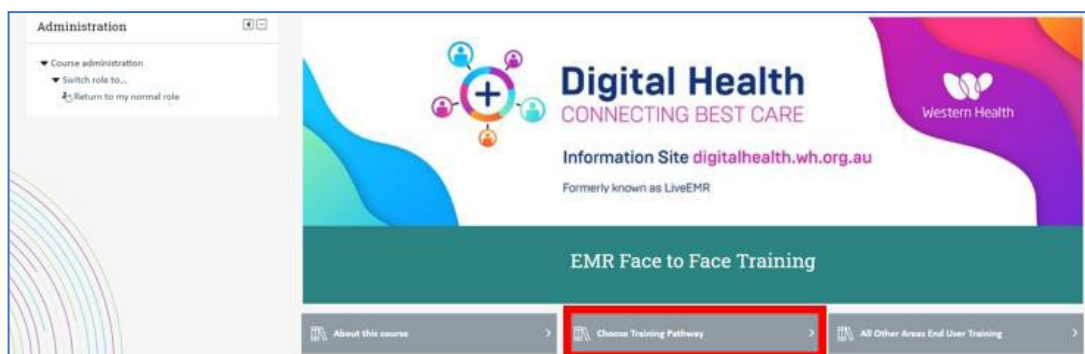 Administration
Course administration
Switch role to...
Return to my normal role
Digital Health
CONNECTING BEST CARE
Western Health
Information Site digitalhealth.wh.org.au
Formerly known as LiveEMR
EMR Face to Face Training
About this course
Choose Training Pathway
All Other Areas End User Training